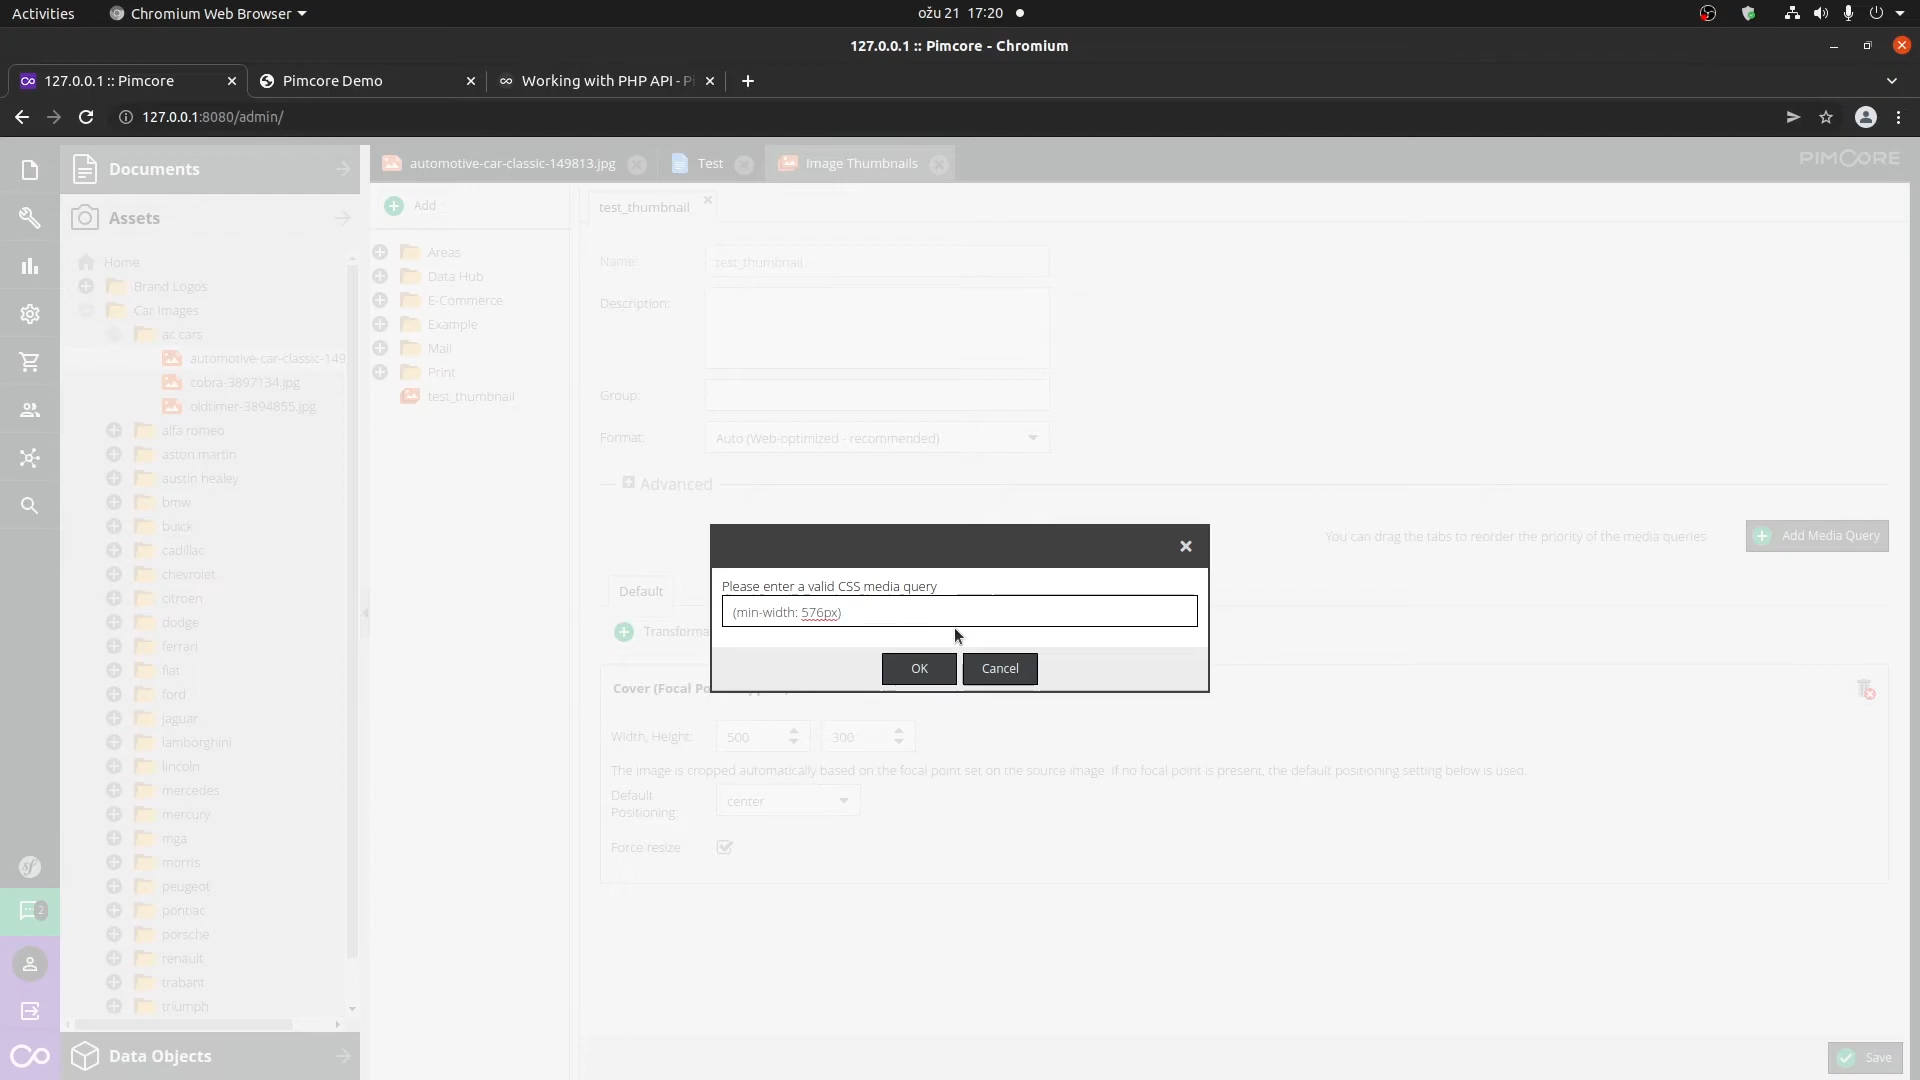 Activities
Chromium Web Browser
ožu 21 17:20
127.0.0.1 :: Pimcore - Chromium
127.0.0.1 :: Pimcore
Pimcore Demo
Working with PHP API - Pi
127.0.0.1:8080/admin/
Documents
automotive-car-classic-149813.jpg
Test
Image Thumbnails
PIMCORE
Assets
Home
Brand Logos
Car Images
ac cars
automotive-car-classic-149
cobra-3897134.jpg
oldtimer-3894855.jpg
alfa romeo
aston martin
austin healey
bmw
buick
cadillac
chevrolet
citroen
dodge
ferrari
fiat
ford
jaguar
lamborghini
lincoln
mercedes
mercury
mga
morris
peugeot
pontiac
porsche
renault
trabant
triumph
Data Objects
sf
2
Add
Areas
Data Hub
E-Commerce
Example
Mail
Print
test_thumbnail
test_thumbnail
Name:
test_thumbnail
Description:
Group:
Format:
Auto (Web-optimized - recommended)
Advanced
You can drag the tabs to reorder the priority of the media queries
Add Media Query
Default
Transforma
Please enter a valid CSS media query
(min-width: 576px)
OK
Cancel
Cover (Focal Po
Width, Height:
500
300
The image is cropped automatically based on the focal point set on the source image. If no focal point is present, the default positioning setting below is used.
Default
Positioning:
center
Force resize:
Save